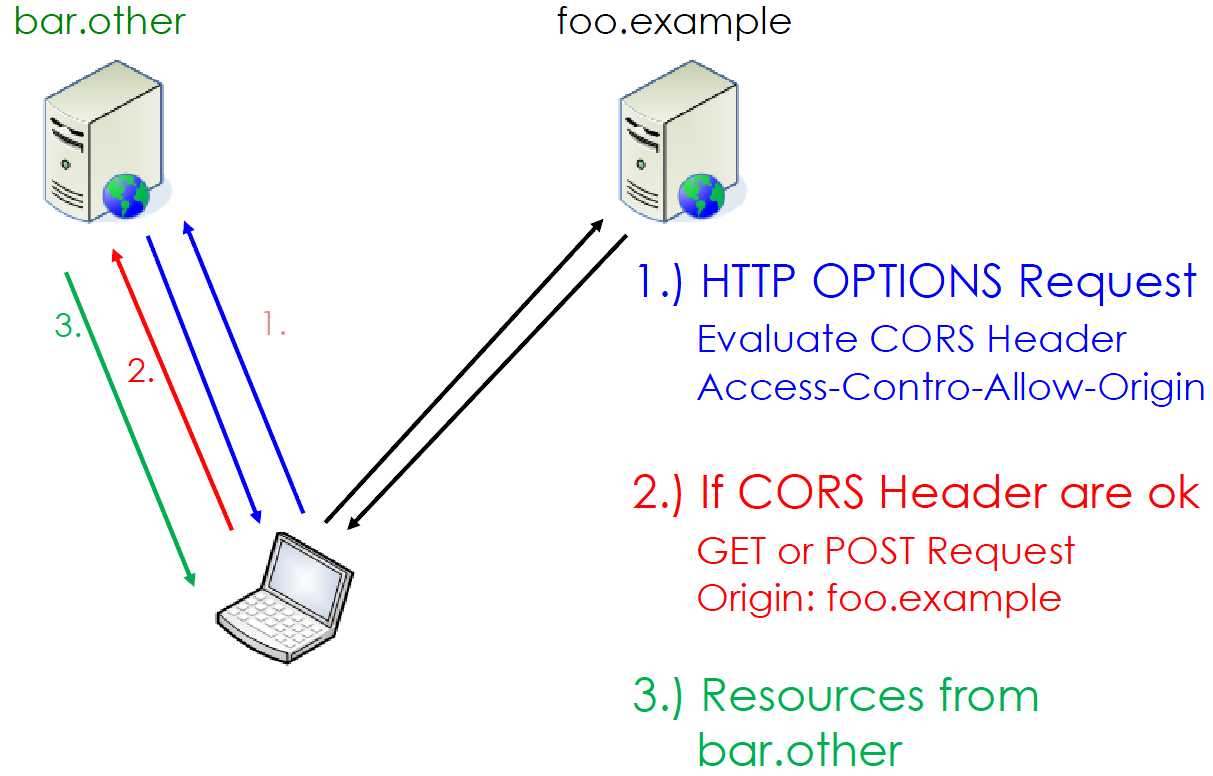 bar.other
foo.example
1.
3.
2.
1.) HTTP OPTIONS Request
Evaluate CORS Header
Access-Contro-Allow-Origin
2.) If CORS Header are ok
GET or POST Request
Origin: foo.example
3.) Resources from
bar.other